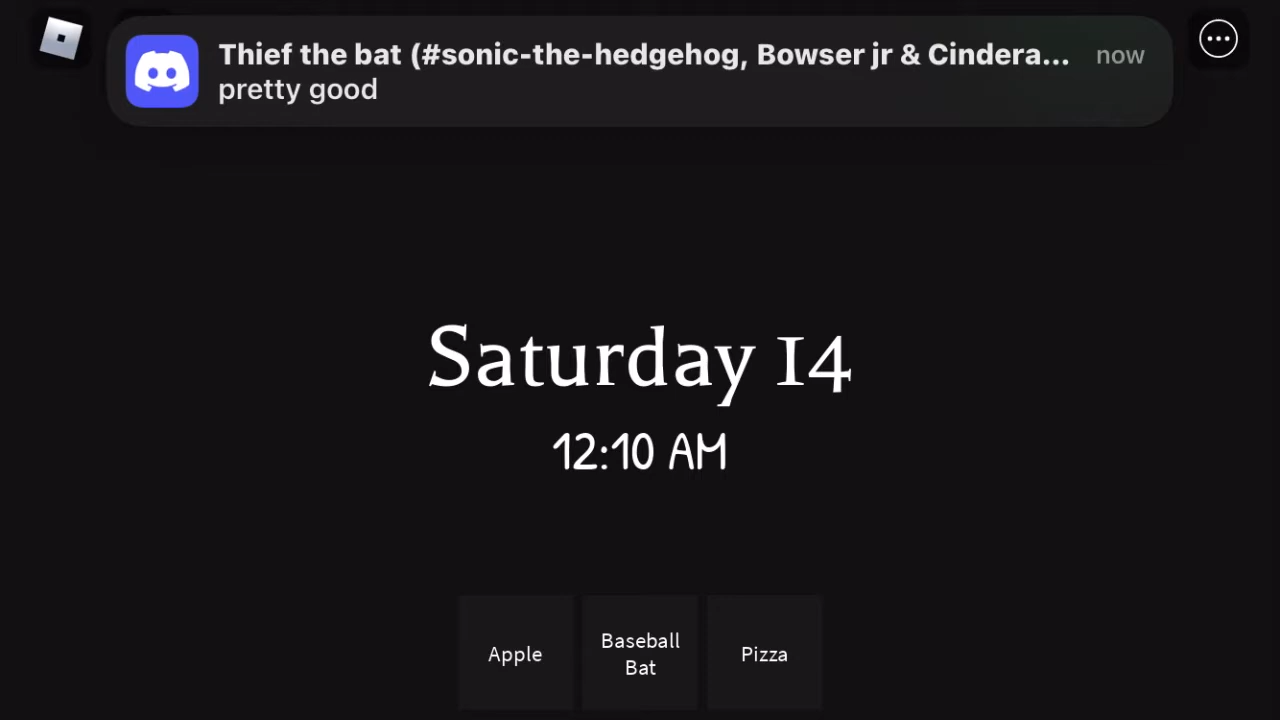 Thief the bat (#sonic-the-hedgehog, Bowser jr & Cindera...
now
pretty good
Saturday 14
12:10 AM
Apple
Baseball
Bat
Pizza